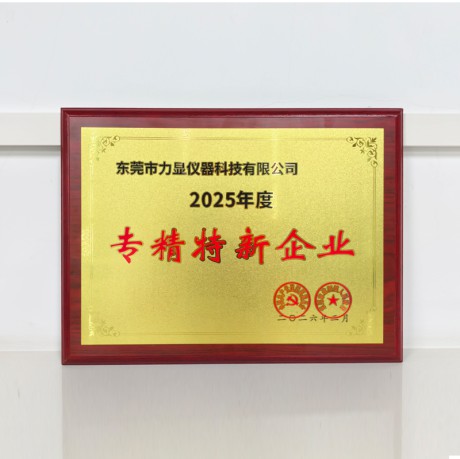 东莞市力显仪器科技有限公司
2025年度
专精特新企业
二〇二六年二月